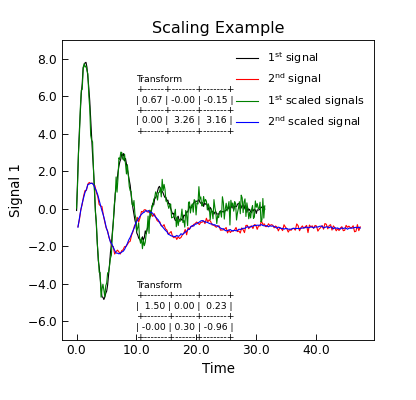 Scaling Example
Signal 1
8.0
6.0
4.0
2.0
0.0
−2.0
−4.0
−6.0
1st signal
2nd signal
1st scaled signals
2nd scaled signal
Transform
+-------+-------+-------+
| 0.67 | -0.00 | -0.15 |
+-------+-------+-------+
| 0.00 | 3.26 | 3.16 |
+-------+-------+-------+
Transform
+-------+-------+-------+
| 1.50 | 0.00 | 0.23 |
+-------+-------+-------+
| -0.00 | 0.30 | -0.96 |
+-------+-------+-------+
0.0 10.0 20.0 30.0 40.0
Time